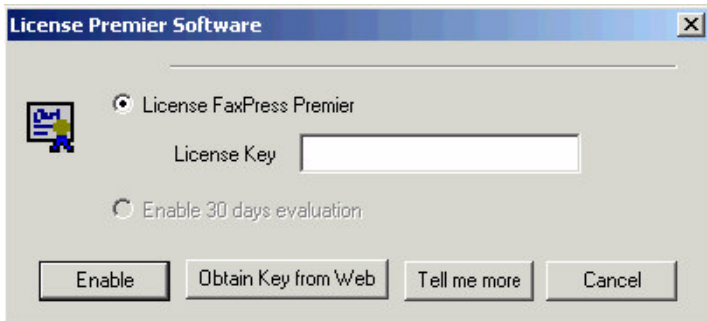 License Premier Software
License FaxPress Premier
License Key
Enable 30 days evaluation
Enable Obtain Key from Web Tell me more Cancel